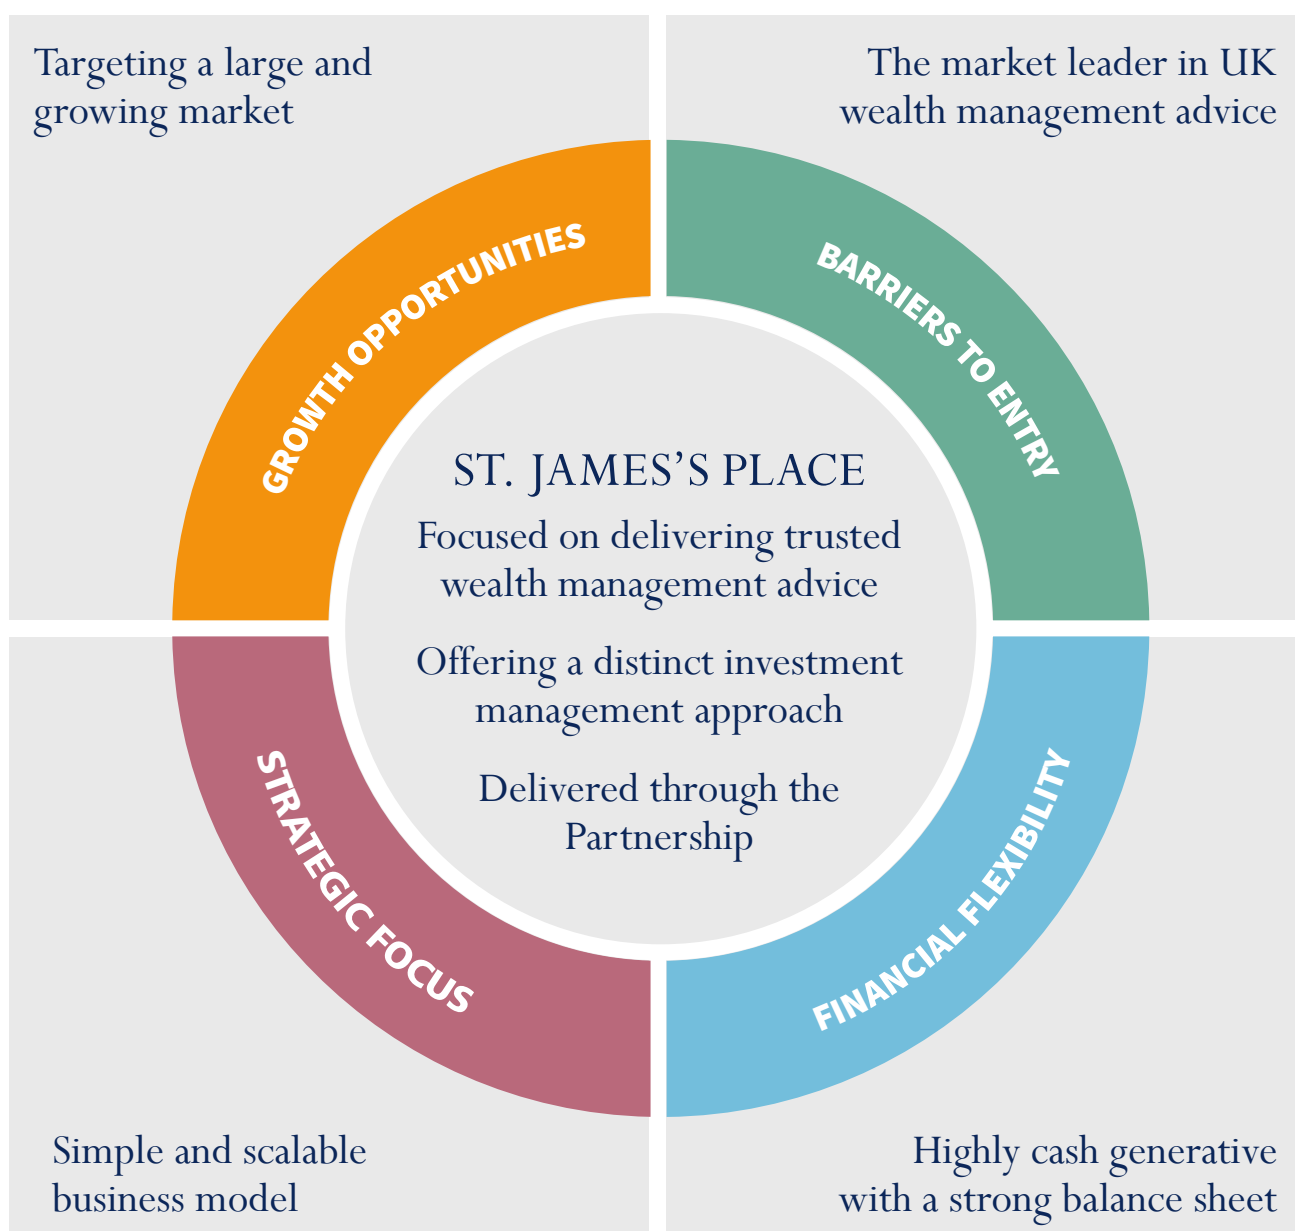 Targeting a large and
growing market
The market leader in UK
wealth management advice
GROWTH OPPORTUNITIES
BARRIERS TO ENTRY
ST. JAMES’S PLACE
Focused on delivering trusted
wealth management advice
Offering a distinct investment
management approach
Delivered through the
Partnership
STRATEGIC FOCUS
FINANCIAL FLEXIBILITY
Simple and scalable
business model
Highly cash generative
with a strong balance sheet